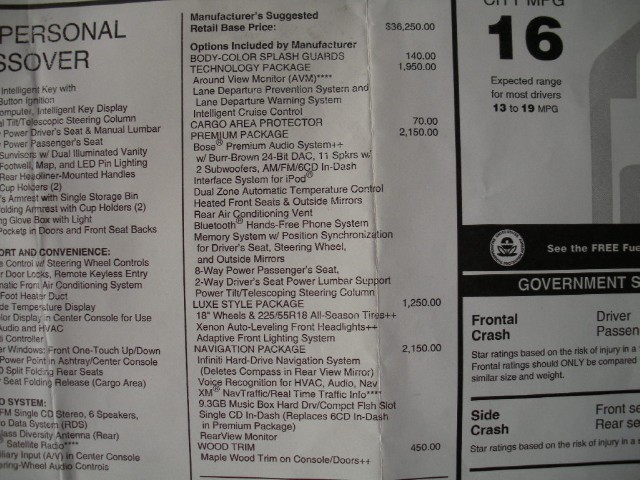 PERSONAL
SSOVER
Intelligent Key with
Button Ignition
omputer, Intelligent Key Display
al Tilt/Telescopic Steering Column
Power Driver's Seat & Manual Lumbar
Power Passenger's Seat
Sunvisors w/ Dual Illuminated Vanity
Footwell, Map, and LED Pin Lighting
Rear Headliner-Mounted Handles
Cup Holders (2)
's Armrest with Single Storage Bin
olding Armrest with Cup Holders (2)
ng Glove Box with Light
Pockets in Doors and Front Seat Backs
ORT AND CONVENIENCE:
e Control w/ Steering Wheel Controls
r Door Locks, Remote Keyless Entry
matic Front Air Conditioning System
Foot Heater Duct
de Temperature Display
olor Display in Center Console for Use
Audio and HVAC
i Controller
r Windows: Front One-Touch Up/Down
Power Point in Ashtray/Center Console
0 Split Folding Rear Seats
Seat Folding Release (Cargo Area)
O SYSTEM:
FM Single CD Stereo, 6 Speakers,
o Data System (RDS)
lass Diversity Antenna (Rear)
Satellite Radio****
iliary Input (A/V) in Center Console
ering-Wheel Audio Controls
Manufacturer's Suggested
Retail Base Price: $36,250.00
Options Included by Manufacturer
BODY-COLOR SPLASH GUARDS 140.00
TECHNOLOGY PACKAGE 1,950.00
Around View Monitor (AVM)****
Lane Departure Prevention System and
Lane Departure Warning System
Intelligent Cruise Control
CARGO AREA PROTECTOR 70.00
PREMIUM PACKAGE 2,150.00
Bose® Premium Audio System++
w/ Burr-Brown 24-Bit DAC, 11 Spkrs w/
2 Subwoofers, AM/FM/6CD In-Dash
Interface System for iPod®
Dual Zone Automatic Temperature Control
Heated Front Seats & Outside Mirrors
Rear Air Conditioning Vent
Bluetooth® Hands-Free Phone System
Memory System w/ Position Synchronization
for Driver's Seat, Steering Wheel,
and Outside Mirrors
8-Way Power Passenger's Seat,
2-Way Driver's Seat Power Lumbar Support
Power Tilt/Telescoping Steering Column
LUXE STYLE PACKAGE 1,250.00
18" Wheels & 225/55R18 All-Season Tires++
Xenon Auto-Leveling Front Headlights++
Adaptive Front Lighting System
NAVIGATION PACKAGE 2,150.00
Infiniti Hard-Drive Navigation System
(Deletes Compass in Rear View Mirror)
Voice Recognition for HVAC, Audio, Nav
XM® NavTraffic/Real Time Traffic Info****
9.3GB Music Box Hard Drv/Compct Flsh Slot
Single CD In-Dash (Replaces 6CD In-Dash
in Premium Package)
RearView Monitor
WOOD TRIM 450.00
Maple Wood Trim on Console/Doors++
CITY MPG
16
Expected range
for most drivers
13 to 19 MPG
See the FREE Fue
GOVERNMENT S
Frontal Driver
Crash Passen
Star ratings based on the risk of injury in a
Frontal ratings should ONLY be compared
similar size and weight.
Side Front se
Crash Rear se
Star ratings based on the risk of injury in a